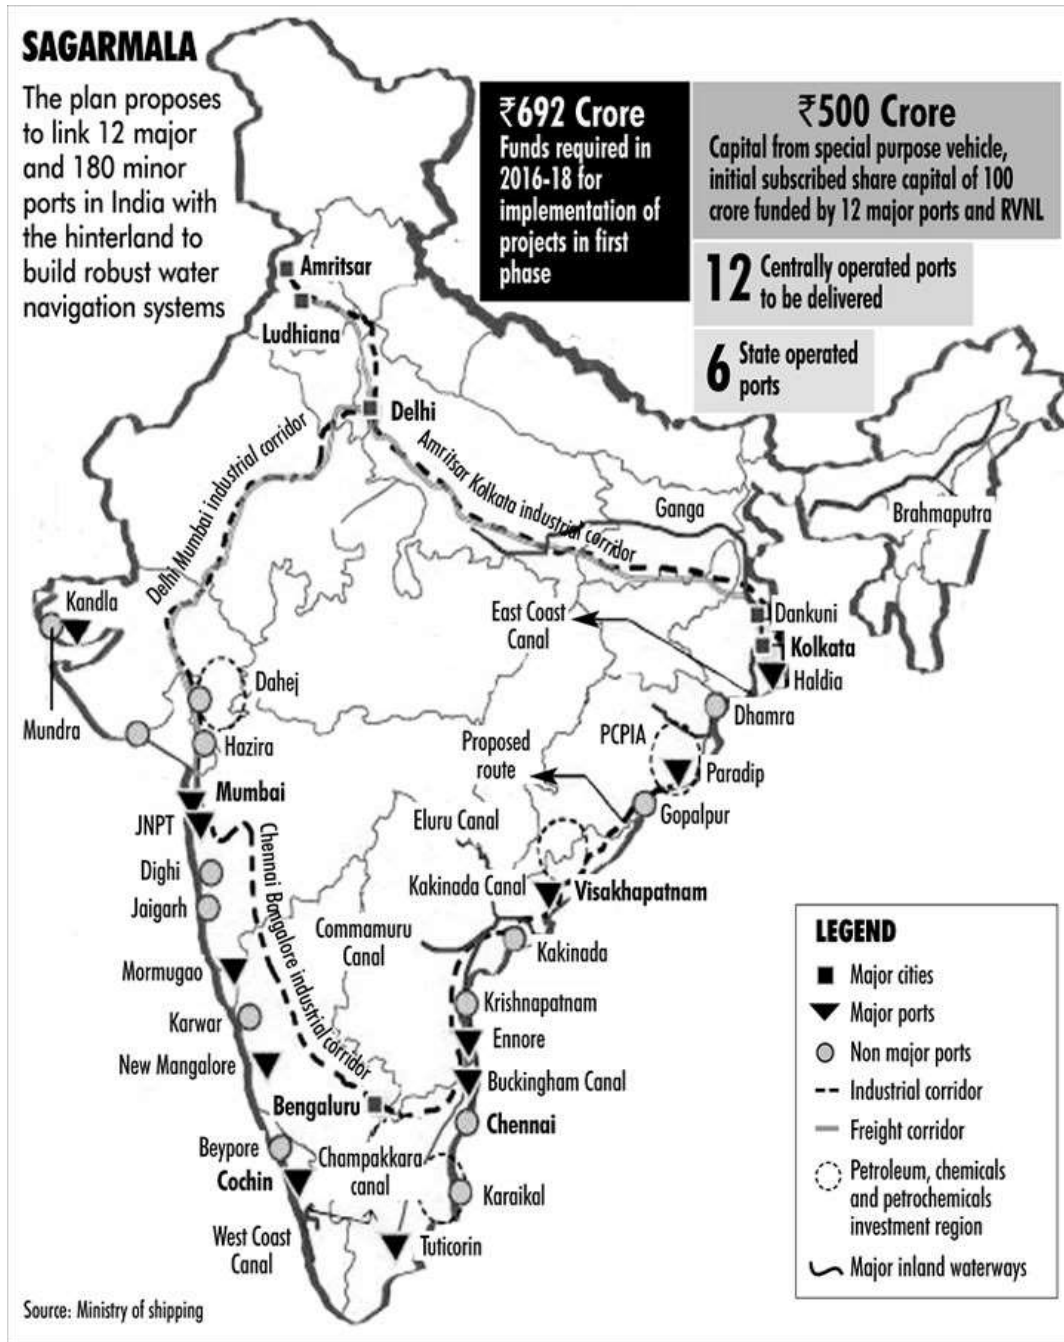 SAGARMALA
The plan proposes
to link 12 major
and 180 minor
ports in India with
the hinterland to
build robust water
navigation systems
₹692 Crore
Funds required in
2016-18 for
implementation of
projects in first
phase
₹500 Crore
Capital from special purpose vehicle,
initial subscribed share capital of 100
crore funded by 12 major ports and RVNL
12 Centrally operated ports
to be delivered
6 State operated
ports
Amritsar
Ludhiana
Delhi
Delhi Mumbai industrial corridor
Amritsar Kolkata industrial corridor
Ganga
Brahmaputra
Kandla
East Coast
Canal
Dankuni
Kolkata
Haldia
Mundra
Dahej
Hazira
Dhamra
PCPIA
Proposed
route
Paradip
Gopalpur
Mumbai
JNPT
Eluru Canal
Dighi
Jaigarh
Chennai Bangalore industrial corridor
Kakinada Canal
Visakhapatnam
Commamuru
Canal
Kakinada
Mormugao
Karwar
Krishnapatnam
Ennore
New Mangalore
Buckingham Canal
Bengaluru
Chennai
Beypore
Champakkara
canal
Cochin
Karaikal
West Coast
Canal
Tuticorin
LEGEND
Major cities
Major ports
Non major ports
Industrial corridor
Freight corridor
Petroleum, chemicals
and petrochemicals
investment region
Major inland waterways
Source: Ministry of shipping